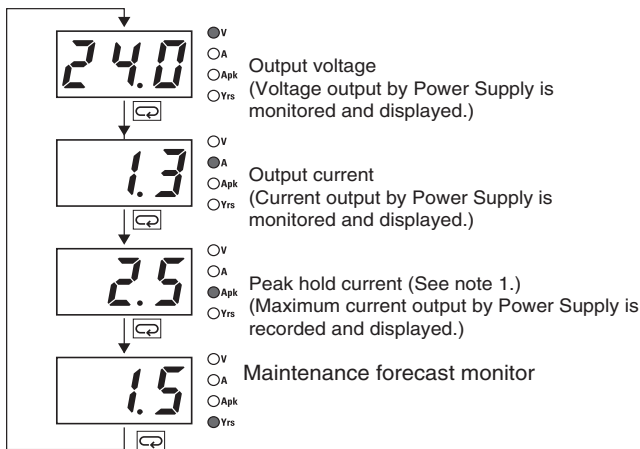 24.0
V
A
Apk
Yrs
Output voltage
(Voltage output by Power Supply is
monitored and displayed.)
1.3
V
A
Apk
Yrs
Output current
(Current output by Power Supply is
monitored and displayed.)
2.5
V
A
Apk
Yrs
Peak hold current (See note 1.)
(Maximum current output by Power Supply is
recorded and displayed.)
1.5
V
A
Apk
Yrs
Maintenance forecast monitor